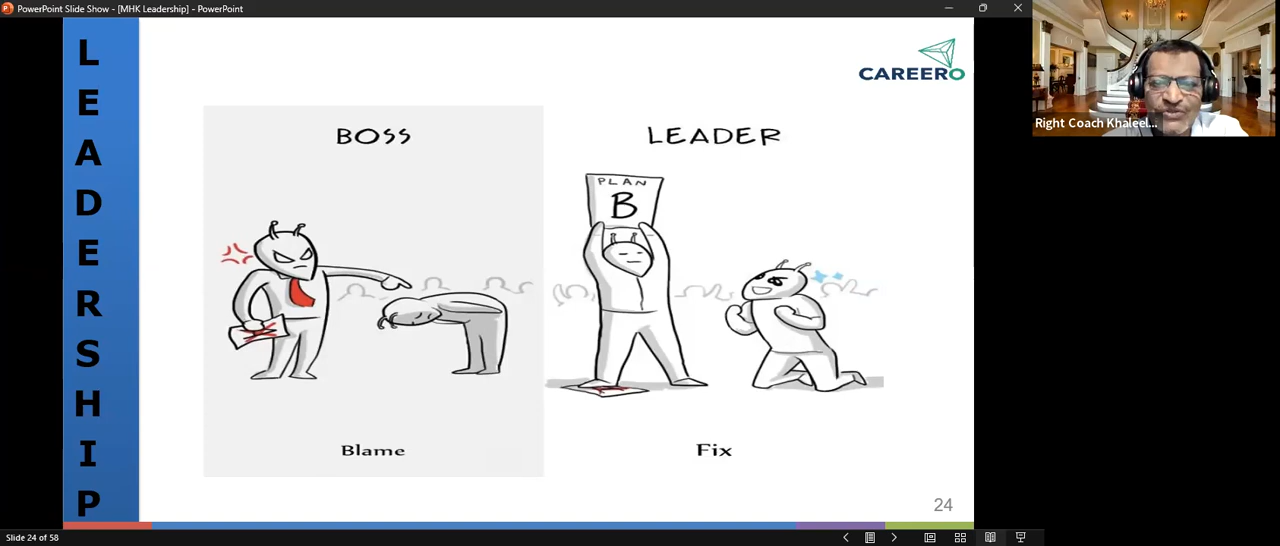 PowerPoint Slide Show - [MHK Leadership] - PowerPoint
LEADERSHIP
CAREERO
BOSS
LEADER
PLAN
B
Blame
Fix
24
Right Coach Khaleel...
Slide 24 of 58